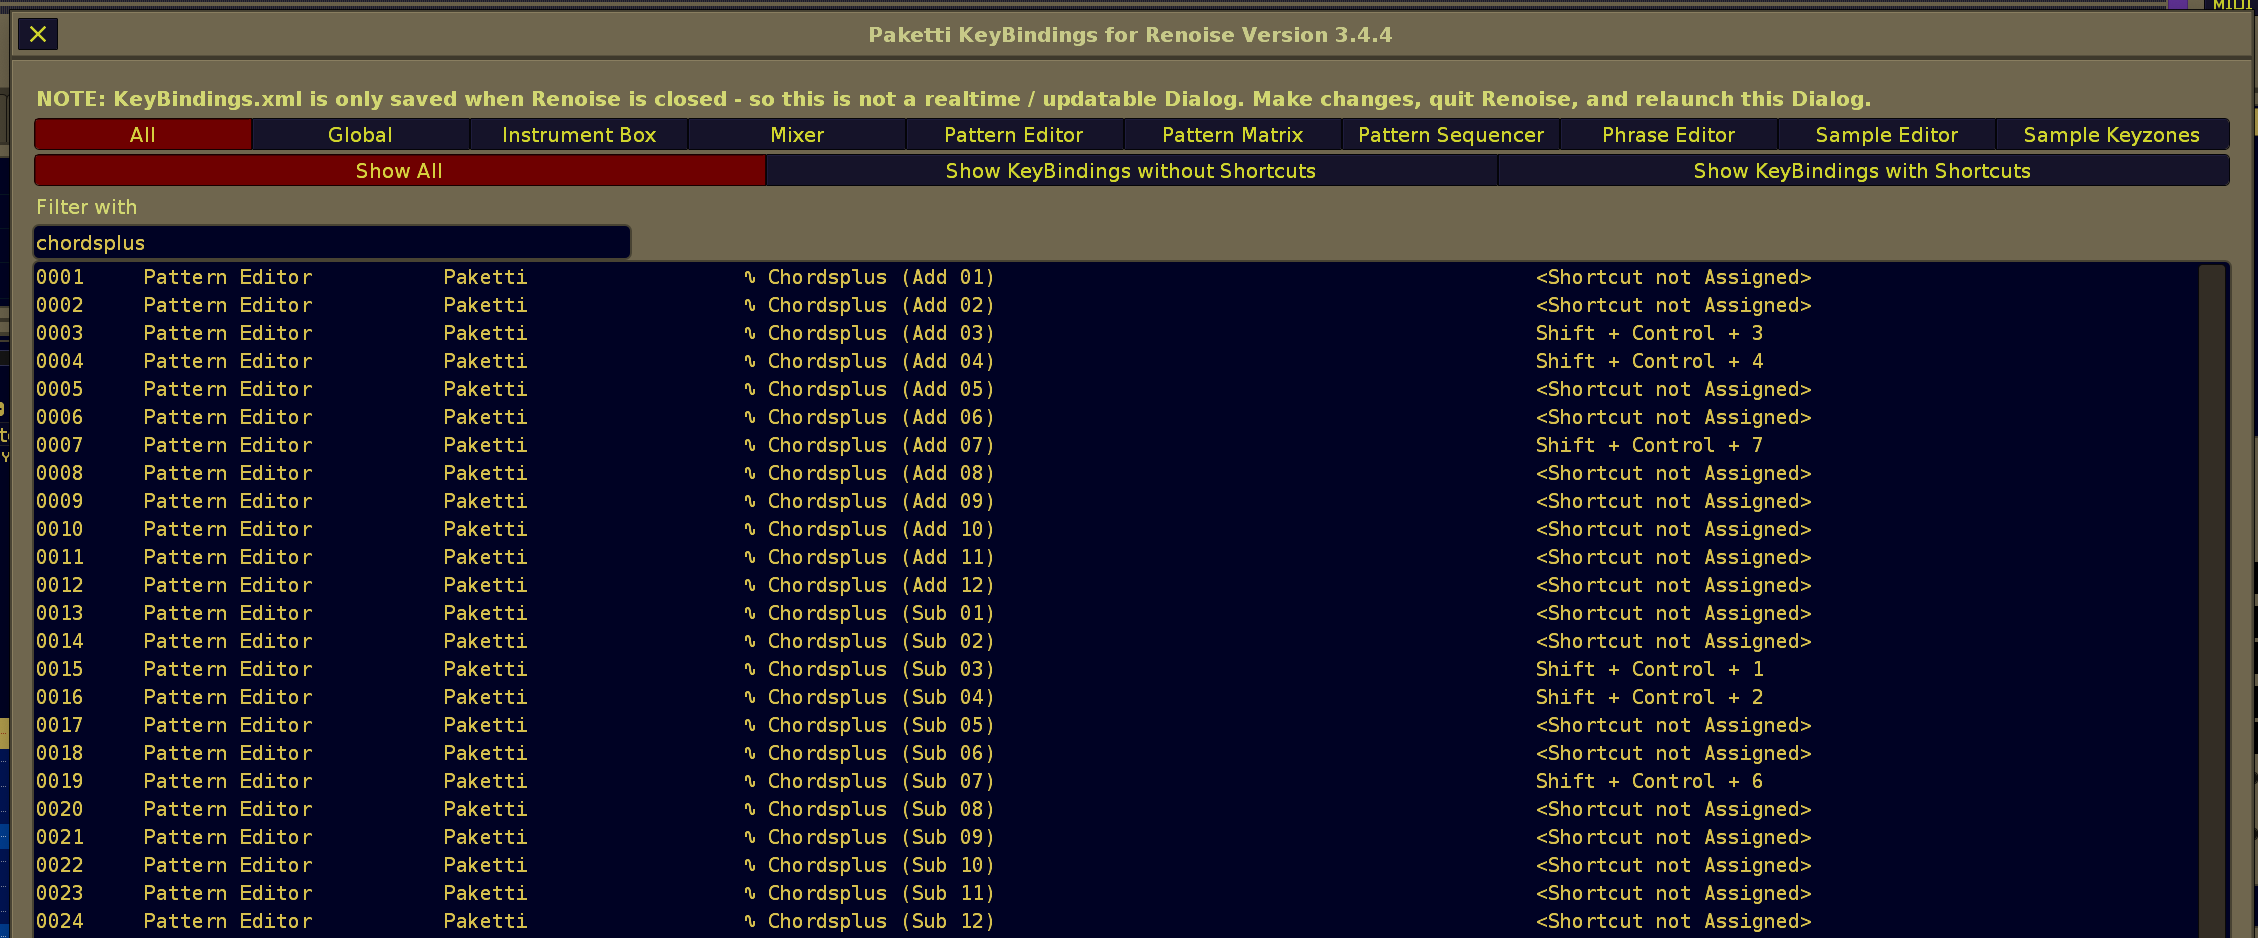 MIDI
Paketti KeyBindings for Renoise Version 3.4.4
NOTE: KeyBindings.xml is only saved when Renoise is closed - so this is not a realtime / updatable Dialog. Make changes, quit Renoise, and relaunch this Dialog.
All Global Instrument Box Mixer Pattern Editor Pattern Matrix Pattern Sequencer Phrase Editor Sample Editor Sample Keyzones
Show All Show KeyBindings without Shortcuts Show KeyBindings with Shortcuts
Filter with
chordsplus
0001 Pattern Editor Paketti ∿ Chordsplus (Add 01) <Shortcut not Assigned>
0002 Pattern Editor Paketti ∿ Chordsplus (Add 02) <Shortcut not Assigned>
0003 Pattern Editor Paketti ∿ Chordsplus (Add 03) Shift + Control + 3
0004 Pattern Editor Paketti ∿ Chordsplus (Add 04) Shift + Control + 4
0005 Pattern Editor Paketti ∿ Chordsplus (Add 05) <Shortcut not Assigned>
0006 Pattern Editor Paketti ∿ Chordsplus (Add 06) <Shortcut not Assigned>
0007 Pattern Editor Paketti ∿ Chordsplus (Add 07) Shift + Control + 7
0008 Pattern Editor Paketti ∿ Chordsplus (Add 08) <Shortcut not Assigned>
0009 Pattern Editor Paketti ∿ Chordsplus (Add 09) <Shortcut not Assigned>
0010 Pattern Editor Paketti ∿ Chordsplus (Add 10) <Shortcut not Assigned>
0011 Pattern Editor Paketti ∿ Chordsplus (Add 11) <Shortcut not Assigned>
0012 Pattern Editor Paketti ∿ Chordsplus (Add 12) <Shortcut not Assigned>
0013 Pattern Editor Paketti ∿ Chordsplus (Sub 01) <Shortcut not Assigned>
0014 Pattern Editor Paketti ∿ Chordsplus (Sub 02) <Shortcut not Assigned>
0015 Pattern Editor Paketti ∿ Chordsplus (Sub 03) Shift + Control + 1
0016 Pattern Editor Paketti ∿ Chordsplus (Sub 04) Shift + Control + 2
0017 Pattern Editor Paketti ∿ Chordsplus (Sub 05) <Shortcut not Assigned>
0018 Pattern Editor Paketti ∿ Chordsplus (Sub 06) <Shortcut not Assigned>
0019 Pattern Editor Paketti ∿ Chordsplus (Sub 07) Shift + Control + 6
0020 Pattern Editor Paketti ∿ Chordsplus (Sub 08) <Shortcut not Assigned>
0021 Pattern Editor Paketti ∿ Chordsplus (Sub 09) <Shortcut not Assigned>
0022 Pattern Editor Paketti ∿ Chordsplus (Sub 10) <Shortcut not Assigned>
0023 Pattern Editor Paketti ∿ Chordsplus (Sub 11) <Shortcut not Assigned>
0024 Pattern Editor Paketti ∿ Chordsplus (Sub 12) <Shortcut not Assigned>